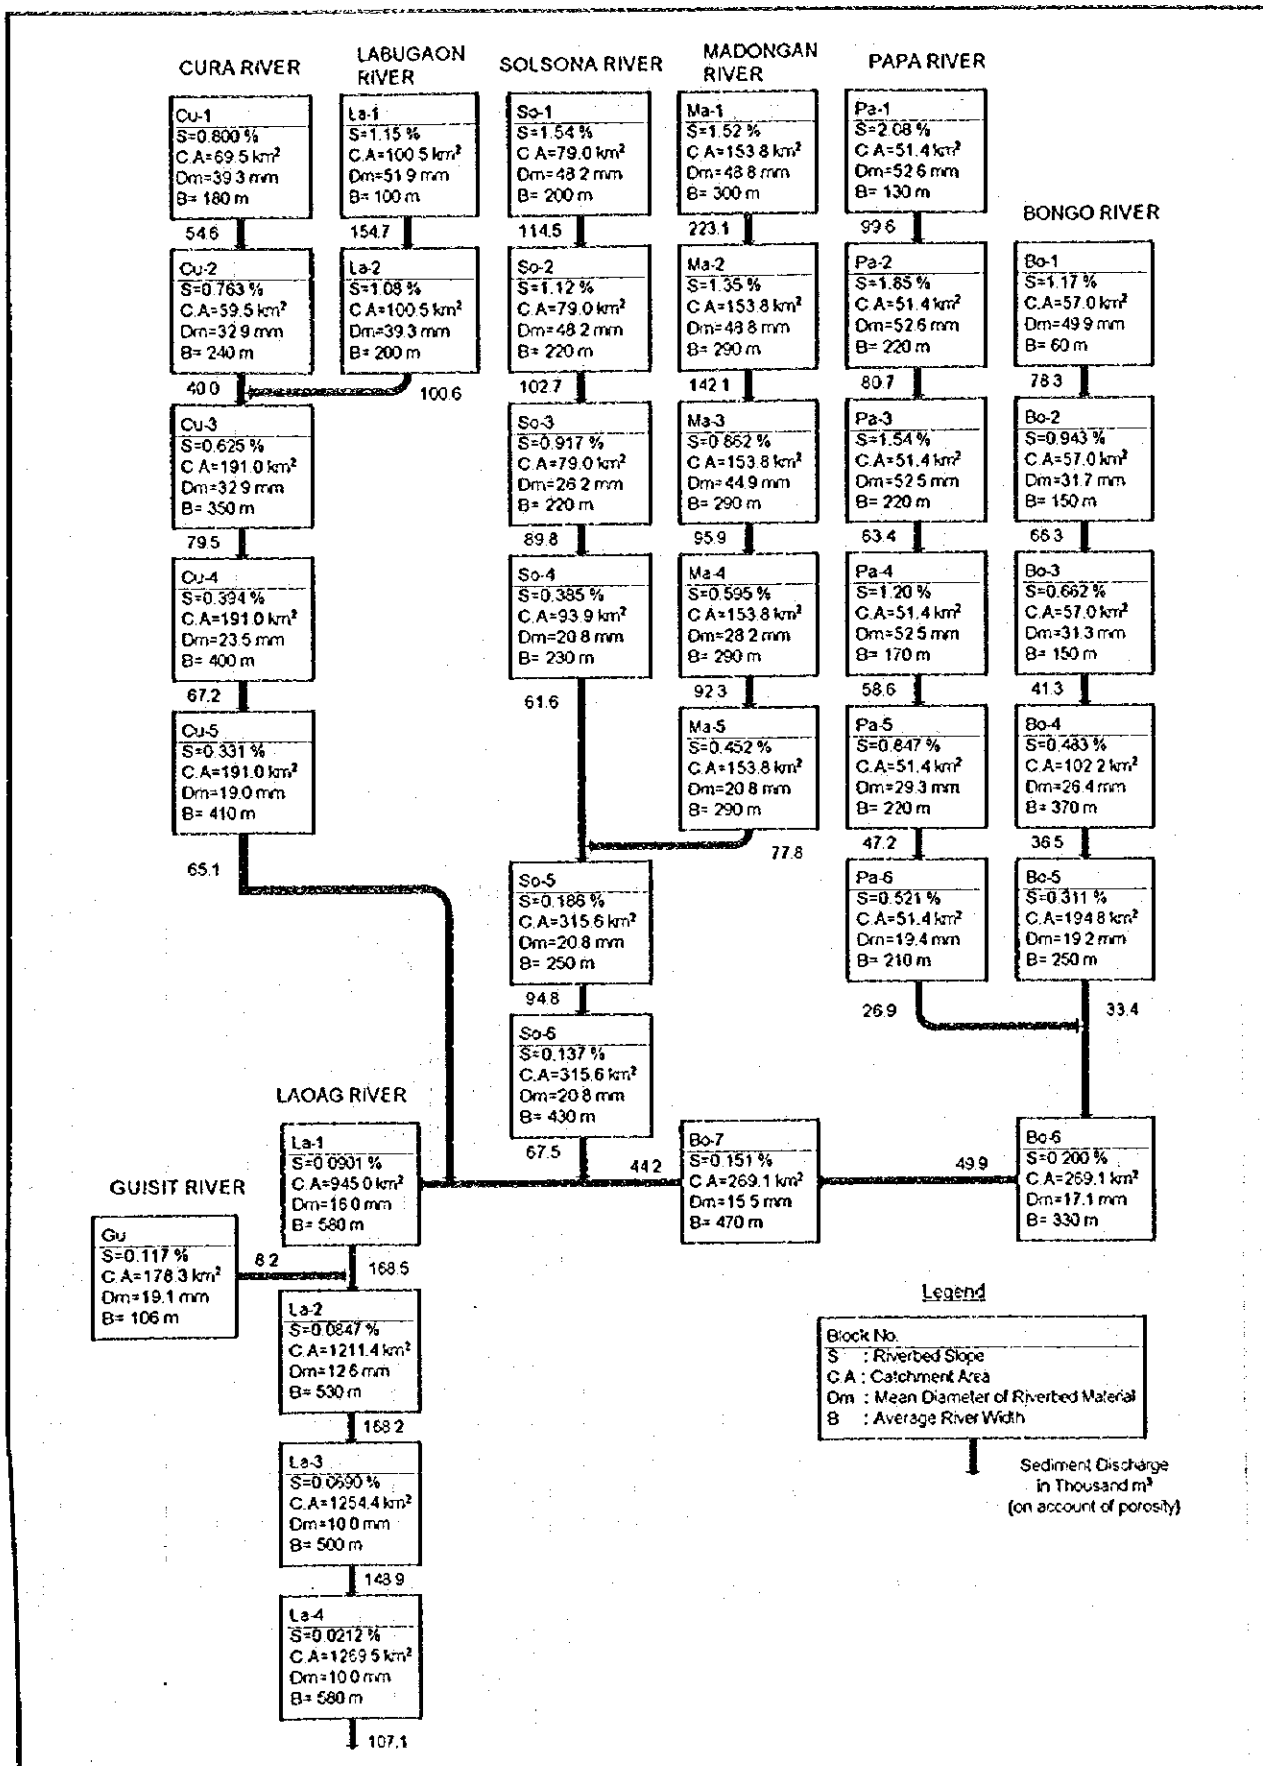 CURA RIVER
Cu-1
S=0.800 %
C.A=69.5 km²
Dm=39.3 mm
B= 180 m
54.6
Cu-2
S=0.763 %
C.A=59.5 km²
Dm=32.9 mm
B= 240 m
40.0
Cu-3
S=0.625 %
C.A=191.0 km²
Dm=32.9 mm
B= 350 m
79.5
Cu-4
S=0.394 %
C.A=191.0 km²
Dm=23.5 mm
B= 400 m
67.2
Cu-5
S=0.331 %
C.A=191.0 km²
Dm=19.0 mm
B= 410 m
65.1
LABUGAON
RIVER
La-1
S=1.15 %
C.A=100.5 km²
Dm=51.9 mm
B= 100 m
154.7
La-2
S=1.08 %
C.A=100.5 km²
Dm=39.3 mm
B= 200 m
100.6
SOLSONA RIVER
So-1
S=1.54 %
C.A=79.0 km²
Dm=48.2 mm
B= 200 m
114.5
So-2
S=1.12 %
C.A=79.0 km²
Dm=48.2 mm
B= 220 m
102.7
So-3
S=0.917 %
C.A=79.0 km²
Dm=26.2 mm
B= 220 m
89.8
So-4
S=0.385 %
C.A=93.9 km²
Dm=20.8 mm
B= 230 m
61.6
So-5
S=0.186 %
C.A=315.6 km²
Dm=20.8 mm
B= 250 m
94.8
So-6
S=0.137 %
C.A=315.6 km²
Dm=20.8 mm
B= 430 m
67.5
MADONGAN
RIVER
Ma-1
S=1.52 %
C.A=153.8 km²
Dm=48.8 mm
B= 300 m
223.1
Ma-2
S=1.35 %
C.A=153.8 km²
Dm=48.8 mm
B= 290 m
142.1
Ma-3
S=0.862 %
C.A=153.8 km²
Dm=44.9 mm
B= 290 m
95.9
Ma-4
S=0.595 %
C.A=153.8 km²
Dm=28.2 mm
B= 290 m
92.3
Ma-5
S=0.452 %
C.A=153.8 km²
Dm=20.8 mm
B= 290 m
77.8
PAPA RIVER
Pa-1
S=2.08 %
C.A=51.4 km²
Dm=52.6 mm
B= 130 m
99.6
Pa-2
S=1.85 %
C.A=51.4 km²
Dm=52.6 mm
B= 220 m
80.7
Pa-3
S=1.54 %
C.A=51.4 km²
Dm=52.5 mm
B= 220 m
63.4
Pa-4
S=1.20 %
C.A=51.4 km²
Dm=52.5 mm
B= 170 m
58.6
Pa-5
S=0.847 %
C.A=51.4 km²
Dm=29.3 mm
B= 220 m
47.2
Pa-6
S=0.521 %
C.A=51.4 km²
Dm=19.4 mm
B= 210 m
26.9
BONGO RIVER
Bo-1
S=1.17 %
C.A=57.0 km²
Dm=49.9 mm
B= 60 m
78.3
Bo-2
S=0.943 %
C.A=57.0 km²
Dm=31.7 mm
B= 150 m
66.3
Bo-3
S=0.662 %
C.A=57.0 km²
Dm=31.3 mm
B= 150 m
41.3
Bo-4
S=0.483 %
C.A=102.2 km²
Dm=26.4 mm
B= 370 m
36.5
Bo-5
S=0.311 %
C.A=194.8 km²
Dm=19.2 mm
B= 250 m
33.4
Bo-6
S=0.200 %
C.A=269.1 km²
Dm=17.1 mm
B= 330 m
49.9
Bo-7
S=0.151 %
C.A=269.1 km²
Dm=15.5 mm
B= 470 m
44.2
LAOAG RIVER
La-1
S=0.0901 %
C.A=945.0 km²
Dm=16.0 mm
B= 580 m
168.5
GUISIT RIVER
Gu
S=0.117 %
C.A=178.3 km²
Dm=19.1 mm
B= 106 m
8.2
La-2
S=0.0847 %
C.A=1211.4 km²
Dm=12.6 mm
B= 530 m
168.2
La-3
S=0.0690 %
C.A=1254.4 km²
Dm=10.0 mm
B= 500 m
148.9
La-4
S=0.0212 %
C.A=1269.5 km²
Dm=10.0 mm
B= 580 m
107.1
Legend
Block No.
S : Riverbed Slope
C.A : Catchment Area
Dm : Mean Diameter of Riverbed Material
B : Average River Width
Sediment Discharge
in Thousand m³
(on account of porosity)